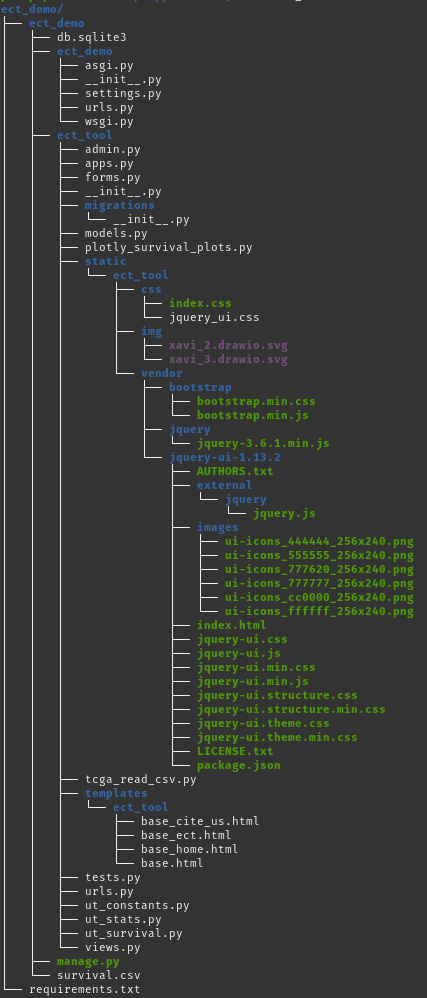 ect_demo/
ect_demo
db.sqlite3
ect_demo
asgi.py
__init__.py
settings.py
urls.py
wsgi.py
ect_tool
admin.py
apps.py
forms.py
__init__.py
migrations
__init__.py
models.py
plotly_survival_plots.py
static
ect_tool
css
index.css
jquery_ui.css
img
xavi_2.drawio.svg
xavi_3.drawio.svg
vendor
bootstrap
bootstrap.min.css
bootstrap.min.js
jquery
jquery-3.6.1.min.js
jquery-ui-1.13.2
AUTHORS.txt
external
jquery
jquery.js
images
ui-icons_444444_256x240.png
ui-icons_555555_256x240.png
ui-icons_777620_256x240.png
ui-icons_777777_256x240.png
ui-icons_cc0000_256x240.png
ui-icons_ffffff_256x240.png
index.html
jquery-ui.css
jquery-ui.js
jquery-ui.min.css
jquery-ui.min.js
jquery-ui.structure.css
jquery-ui.structure.min.css
jquery-ui.theme.css
jquery-ui.theme.min.css
LICENSE.txt
package.json
tcga_read_csv.py
templates
ect_tool
base_cite_us.html
base_ect.html
base_home.html
base.html
tests.py
urls.py
ut_constants.py
ut_stats.py
ut_survival.py
views.py
manage.py
survival.csv
requirements.txt